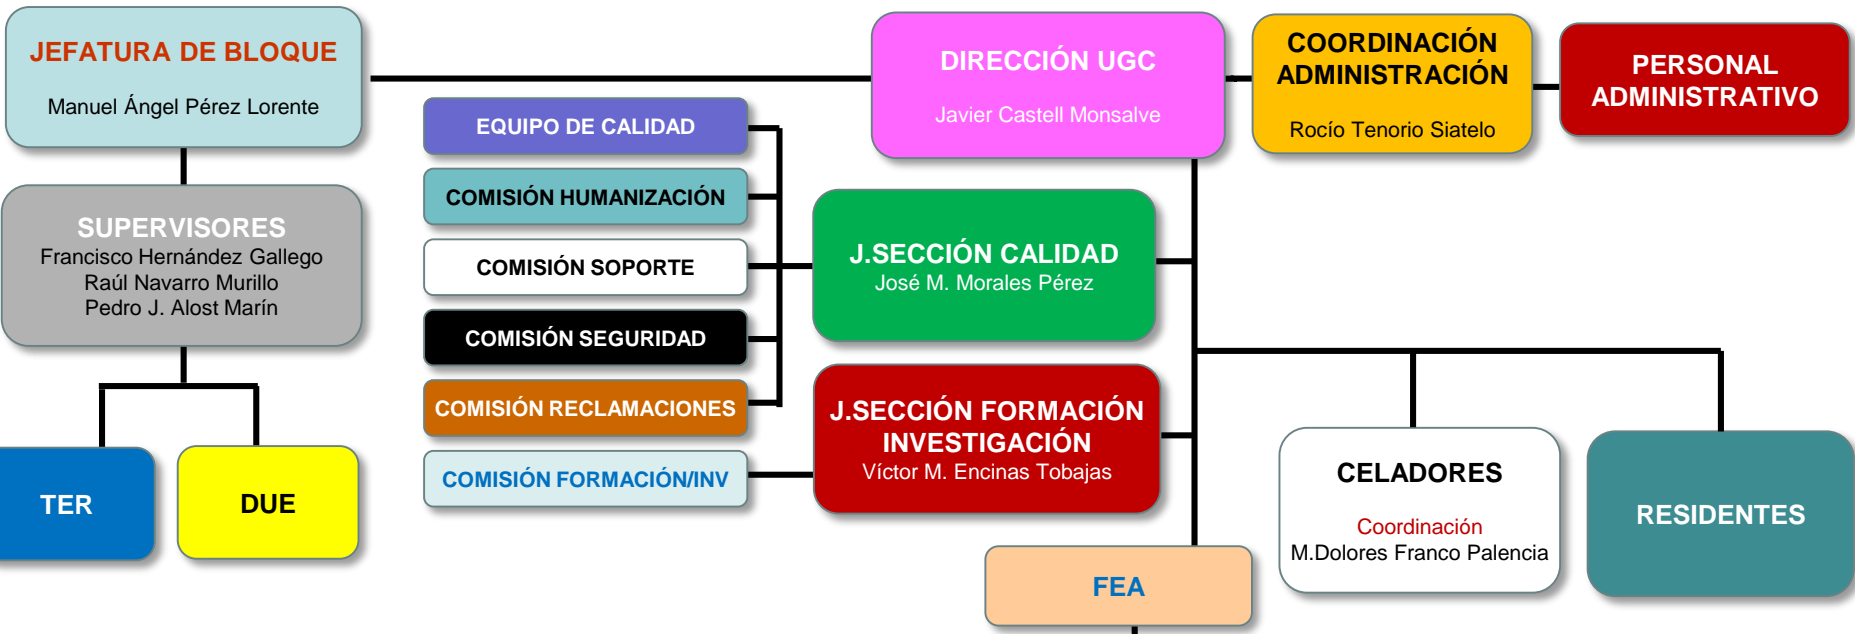 JEFATURA DE BLOQUE
Manuel Ángel Pérez Lorente
DIRECCIÓN UGC
Javier Castell Monsalve
COORDINACIÓN
ADMINISTRACIÓN
Rocío Tenorio Siatelo
PERSONAL
ADMINISTRATIVO
EQUIPO DE CALIDAD
COMISIÓN HUMANIZACIÓN
COMISIÓN SOPORTE
COMISIÓN SEGURIDAD
COMISIÓN RECLAMACIONES
COMISIÓN FORMACIÓN/INV
SUPERVISORES
Francisco Hernández Gallego
Raúl Navarro Murillo
Pedro J. Alost Marín
J.SECCIÓN CALIDAD
José M. Morales Pérez
J.SECCIÓN FORMACIÓN
INVESTIGACIÓN
Víctor M. Encinas Tobajas
TER
DUE
CELADORES
Coordinación
M.Dolores Franco Palencia
RESIDENTES
FEA